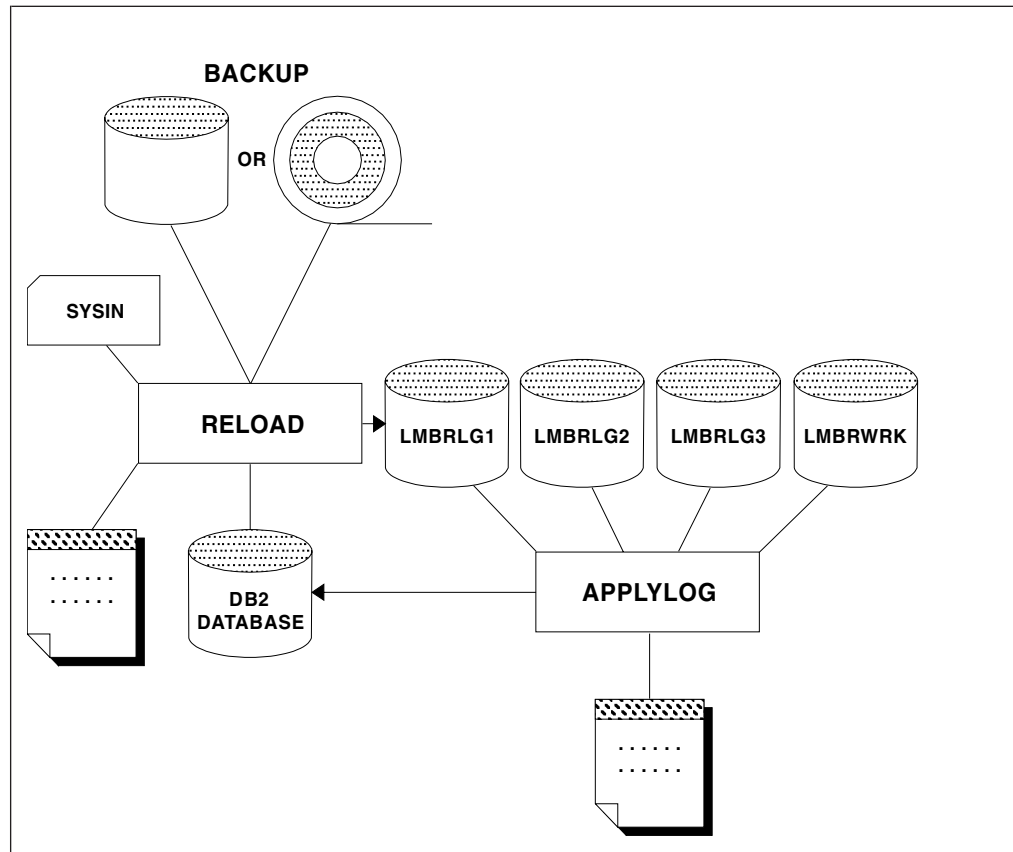 BACKUP
OR
SYSIN
RELOAD
LMBRLG1
LMBRLG2
LMBRLG3
LMBRWRK
DB2
DATABASE
APPLYLOG